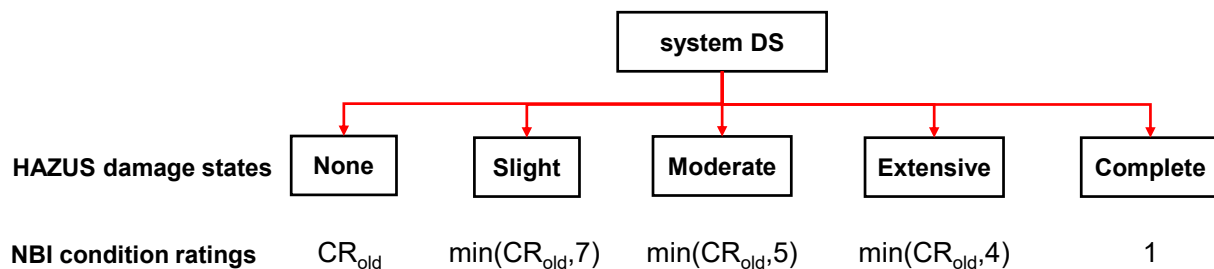 system DS
HAZUS damage states None Slight Moderate Extensive Complete
NBI condition ratings CR_old min(CR_old,7) min(CR_old,5) min(CR_old,4) 1